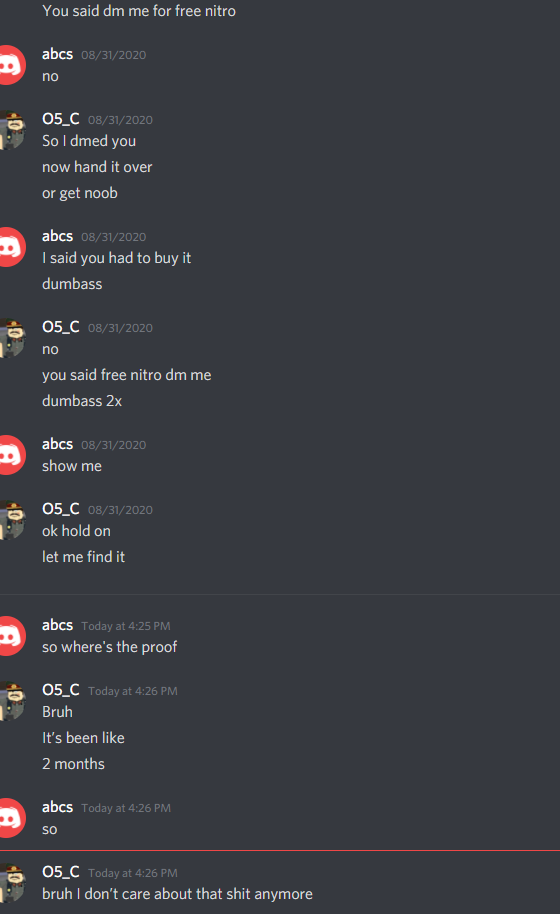 You said dm me for free nitro
abcs 08/31/2020
no
O5_C 08/31/2020
So I dmed you
now hand it over
or get noob
abcs 08/31/2020
I said you had to buy it
dumbass
O5_C 08/31/2020
no
you said free nitro dm me
dumbass 2x
abcs 08/31/2020
show me
O5_C 08/31/2020
ok hold on
let me find it
abcs Today at 4:25 PM
so where's the proof
O5_C Today at 4:26 PM
Bruh
It’s been like
2 months
abcs Today at 4:26 PM
so
O5_C Today at 4:26 PM
bruh I don’t care about that shit anymore